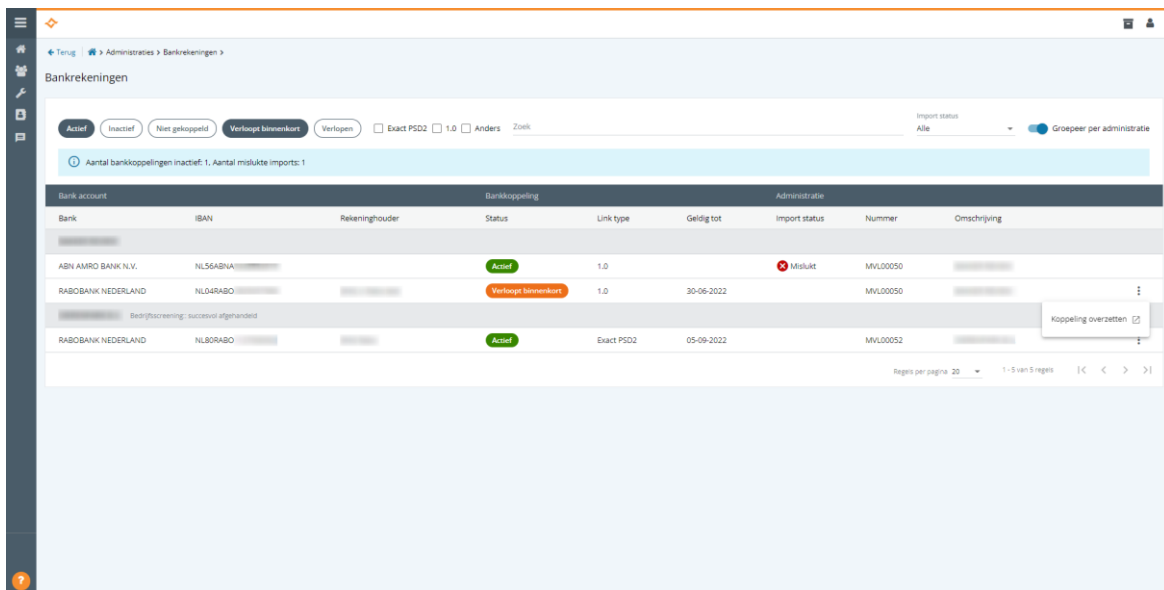 Terug > Administraties > Bankrekeningen >
Bankrekeningen
Actief Inactief Niet gekoppeld Verloopt binnenkort Verlopen Exact PSD2 1.0 Anders Zoek Import status Alle Groepeer per administratie
Aantal bankkoppelingen inactief: 1, Aantal mislukte imports: 1
Bank account Bankkoppeling Administratie
Bank IBAN Rekeninghouder Status Link type Geldig tot Import status Nummer Omschrijving
ABN AMRO BANK N.V. NL56ABNA Actief 1.0 Mislukt MVL00050
RABOBANK NEDERLAND NL04RABO Verloopt binnenkort 1.0 30-06-2022 MVL00050
Bedrijfsscreening: succesvol afgehandeld Koppeling overzetten
RABOBANK NEDERLAND NL80RABO Actief Exact PSD2 05-09-2022 MVL00052
Regels per pagina 20 1 - 5 van 5 regels
?